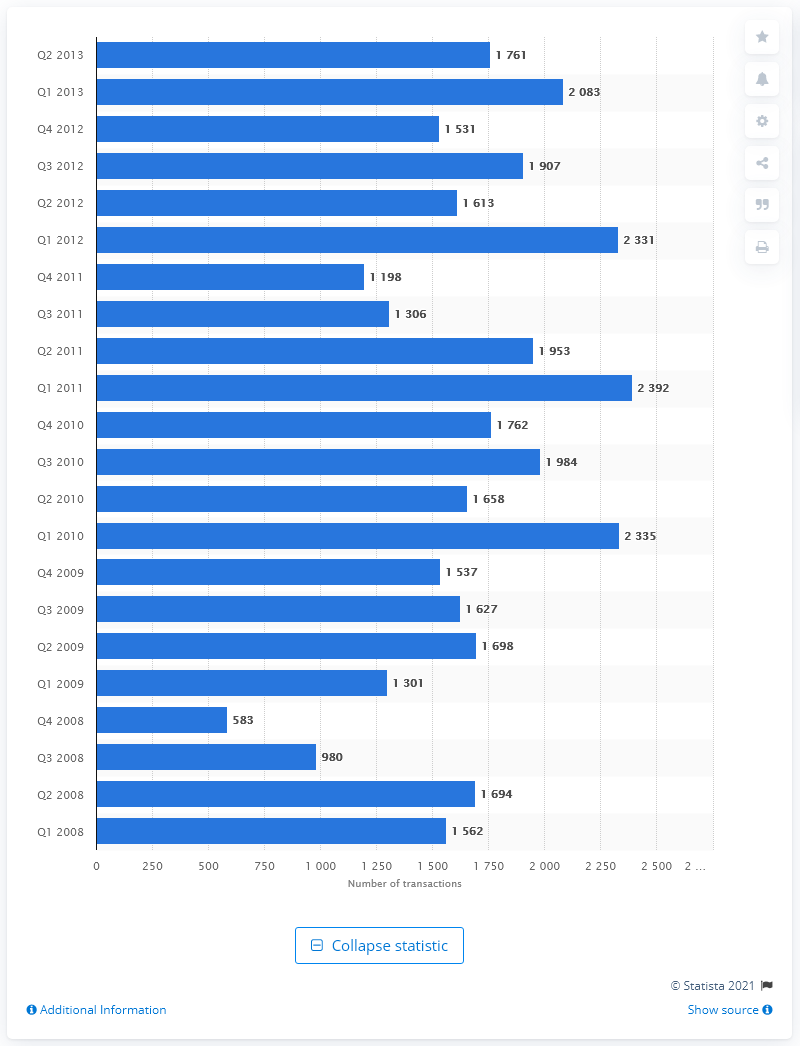 Q2 2013 1 761
Q1 2013 2 083
Q4 2012 1 531
Q3 2012 1 907
Q2 2012 1 613
Q1 2012 2 331
Q4 2011 1 198
Q3 2011 1 306
Q2 2011 1 953
Q1 2011 2 392
Q4 2010 1 762
Q3 2010 1 984
Q2 2010 1 658
Q1 2010 2 335
Q4 2009 1 537
Q3 2009 1 627
Q2 2009 1 698
Q1 2009 1 301
Q4 2008 583
Q3 2008 980
Q2 2008 1 694
Q1 2008 1 562
0 250 500 750 1 000 1 250 1 500 1 750 2 000 2 250 2 500 2 ...
Number of transactions
Collapse statistic
© Statista 2021
Additional Information Show source